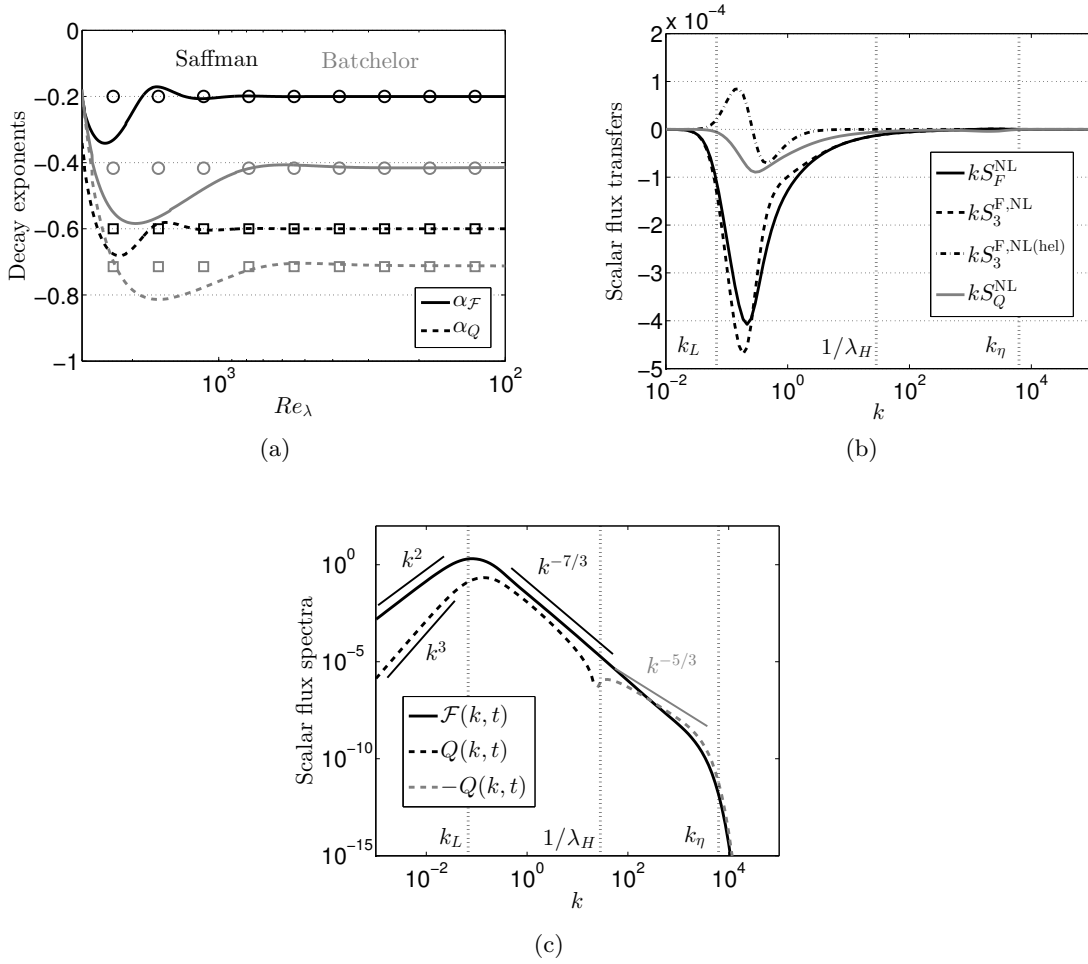 0
−0.2
−0.4
−0.6
−0.8
−1
Decay exponents
Saffman
Batchelor
α_𝓕
α_Q
10^3
10^2
Re_λ
(a)
× 10^−4
2
1
0
−1
−2
−3
−4
−5
Scalar flux transfers
kS_F^NL
kS_3^F,NL
kS_3^F,NL(hel)
kS_Q^NL
k_L
1/λ_H
k_η
10^−2
10^0
10^2
10^4
k
(b)
10^0
10^−5
10^−10
10^−15
Scalar flux spectra
k^2
k^−7/3
k^3
k^−5/3
𝓕(k, t)
Q(k, t)
−Q(k, t)
k_L
1/λ_H
k_η
10^−2
10^0
10^2
10^4
k
(c)